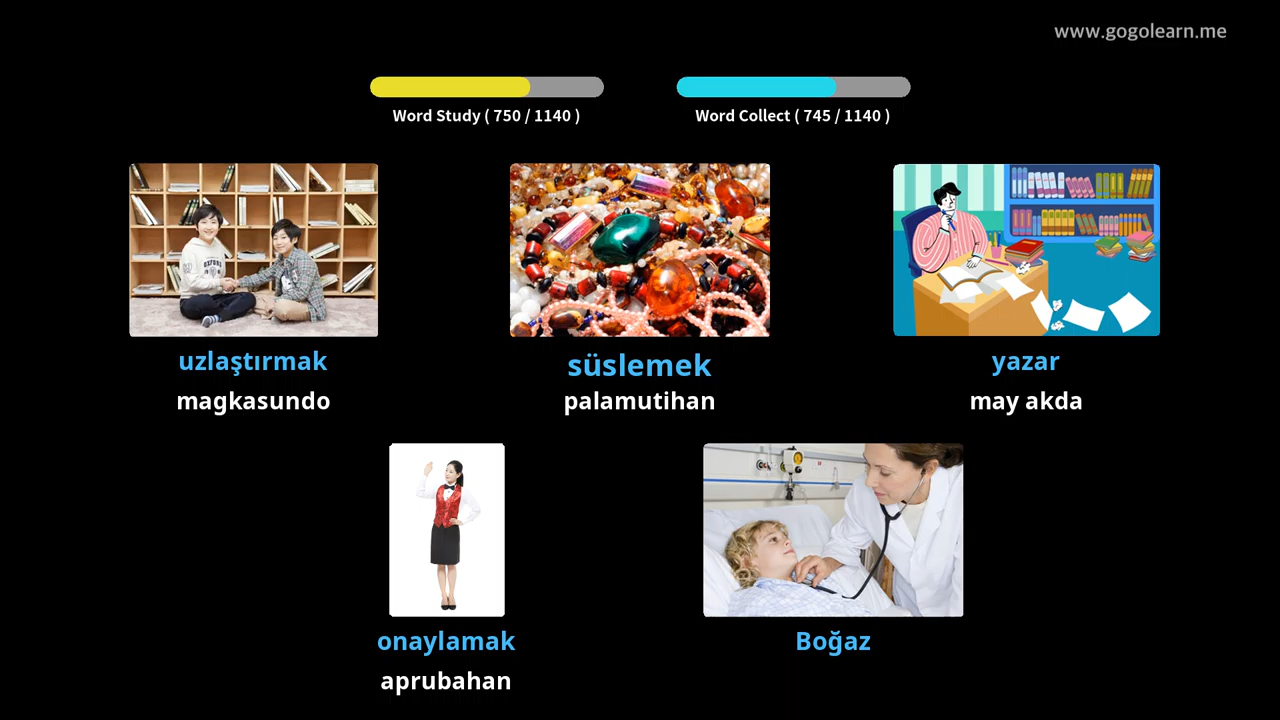 www.gogolearn.me
Word Study ( 750 / 1140 )
Word Collect ( 745 / 1140 )
uzlaştırmak
magkasundo
süslemek
palamutihan
yazar
may akda
onaylamak
aprubahan
Boğaz